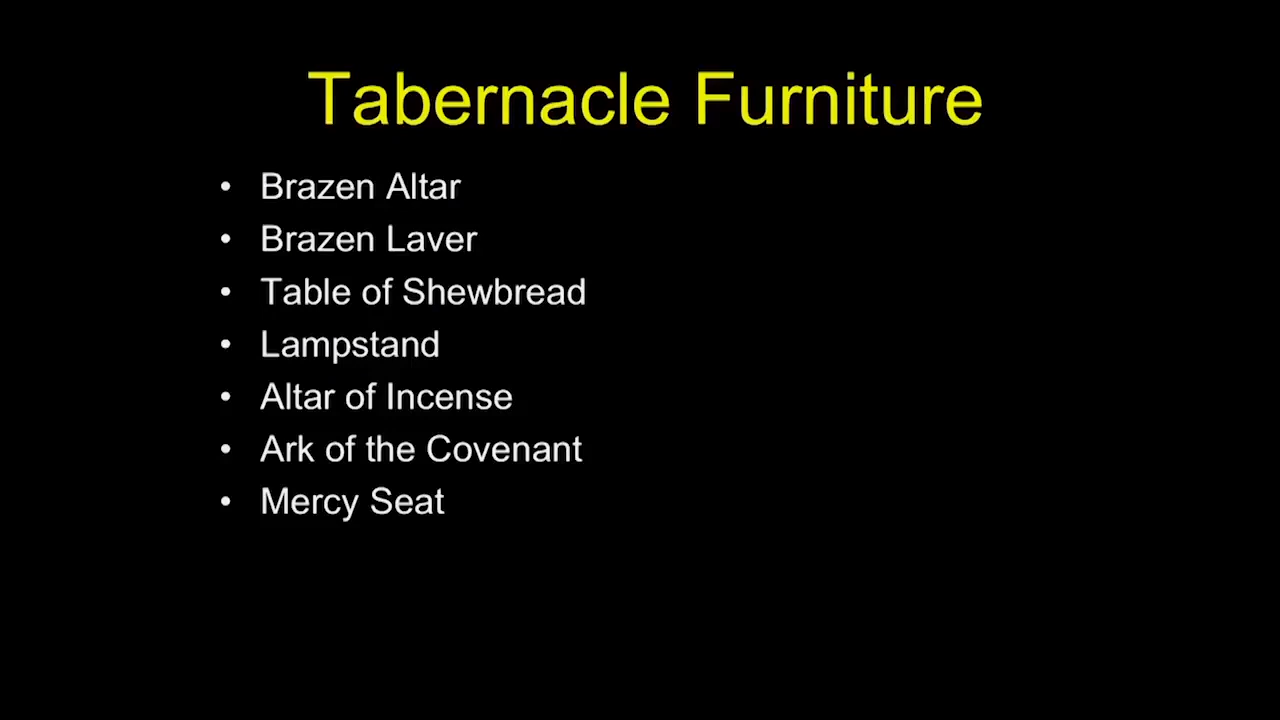 Tabernacle Furniture
• Brazen Altar
• Brazen Laver
• Table of Shewbread
• Lampstand
• Altar of Incense
• Ark of the Covenant
• Mercy Seat